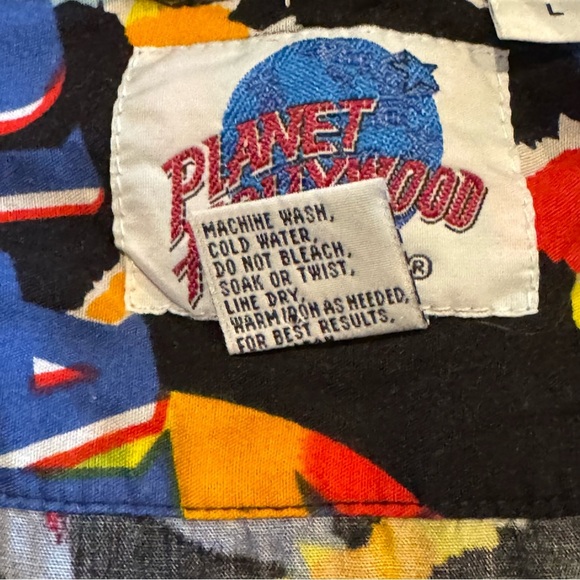 L
PLANET
HOLLYWOOD
®
MACHINE WASH,
COLD WATER,
DO NOT BLEACH,
SOAK OR TWIST,
LINE DRY,
WARM IRON AS NEEDED,
FOR BEST RESULTS.